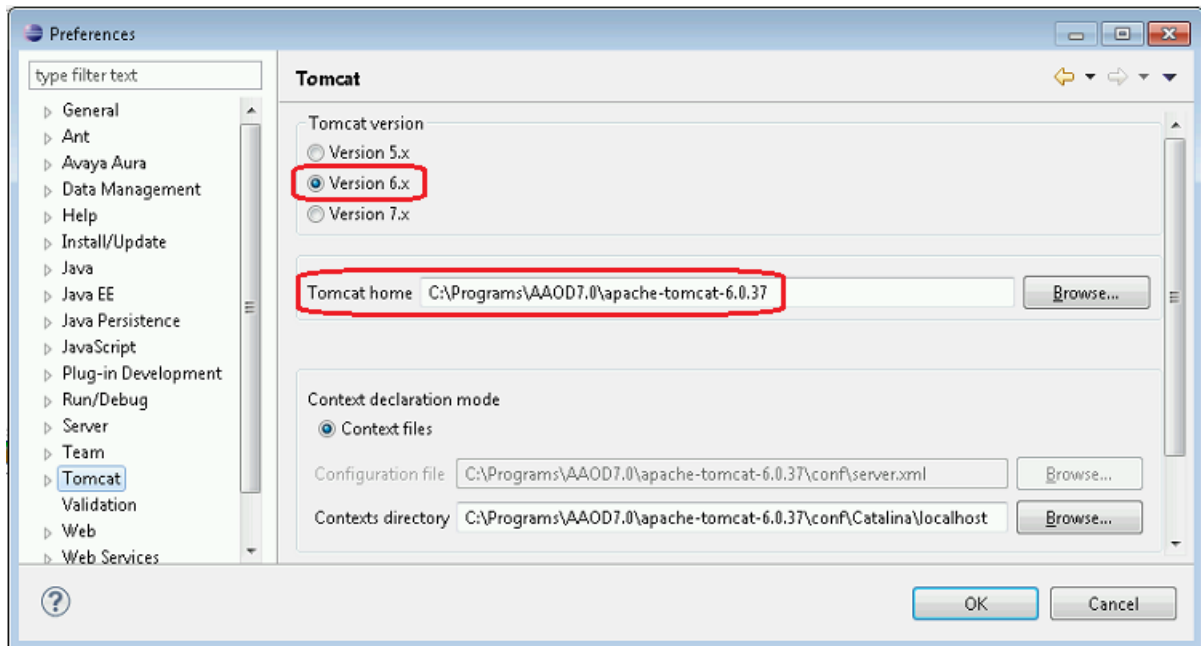 Preferences
type filter text
General
Ant
Avaya Aura
Data Management
Help
Install/Update
Java
Java EE
Java Persistence
JavaScript
Plug-in Development
Run/Debug
Server
Team
Tomcat
Validation
Web
Web Services
Tomcat
Tomcat version
Version 5.x
Version 6.x
Version 7.x
Tomcat home C:\Programs\AAOD7.0\apache-tomcat-6.0.37 Browse...
Context declaration mode
Context files
Configuration file C:\Programs\AAOD7.0\apache-tomcat-6.0.37\conf\server.xml Browse...
Contexts directory C:\Programs\AAOD7.0\apache-tomcat-6.0.37\conf\Catalina\localhost Browse...
? OK Cancel